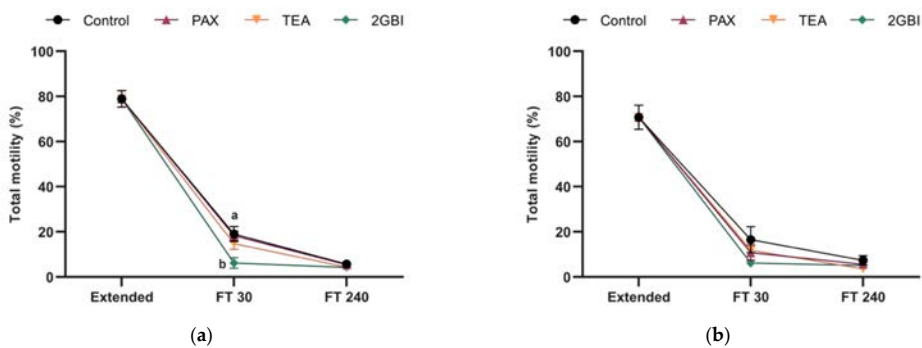 Control PAX TEA 2GBI
Total motility (%)
100
80
60
40
20
0
a
b
Extended FT 30 FT 240
(a)
Control PAX TEA 2GBI
Total motility (%)
100
80
60
40
20
0
Extended FT 30 FT 240
(b)